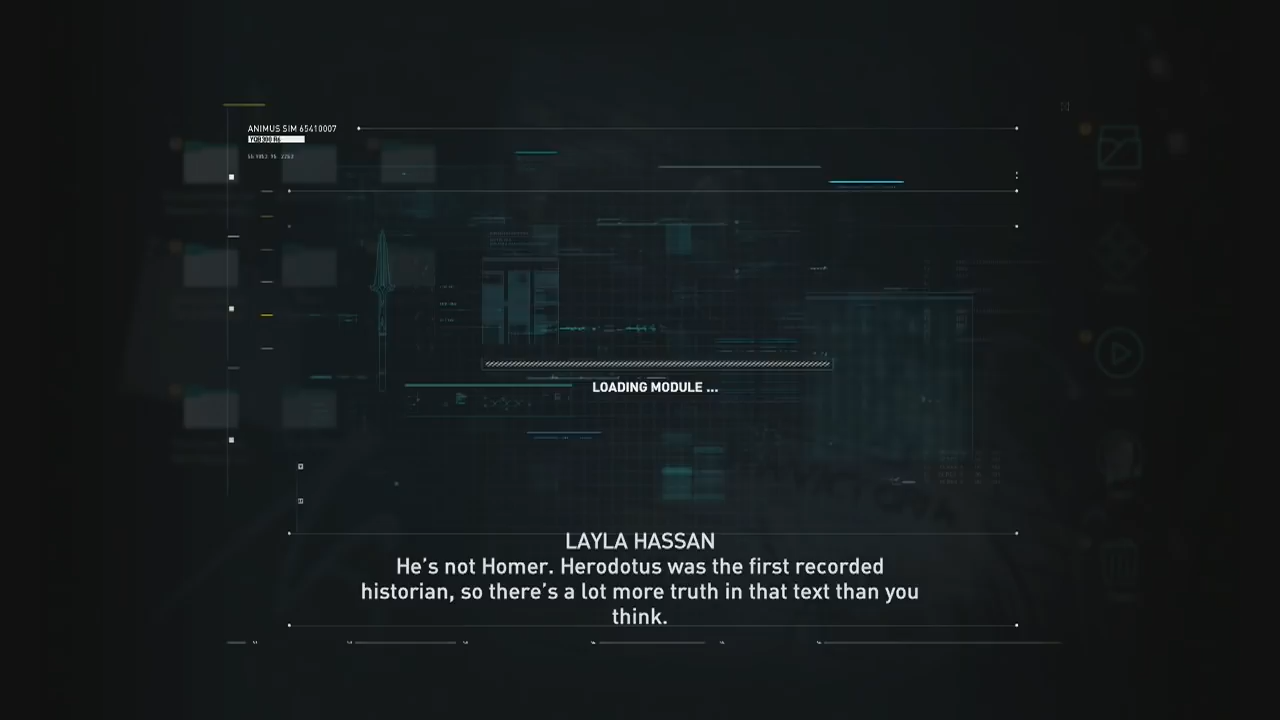 ANIMUS SIM 65410007
LOADING MODULE ...
LAYLA HASSAN
He's not Homer. Herodotus was the first recorded
historian, so there's a lot more truth in that text than you
think.